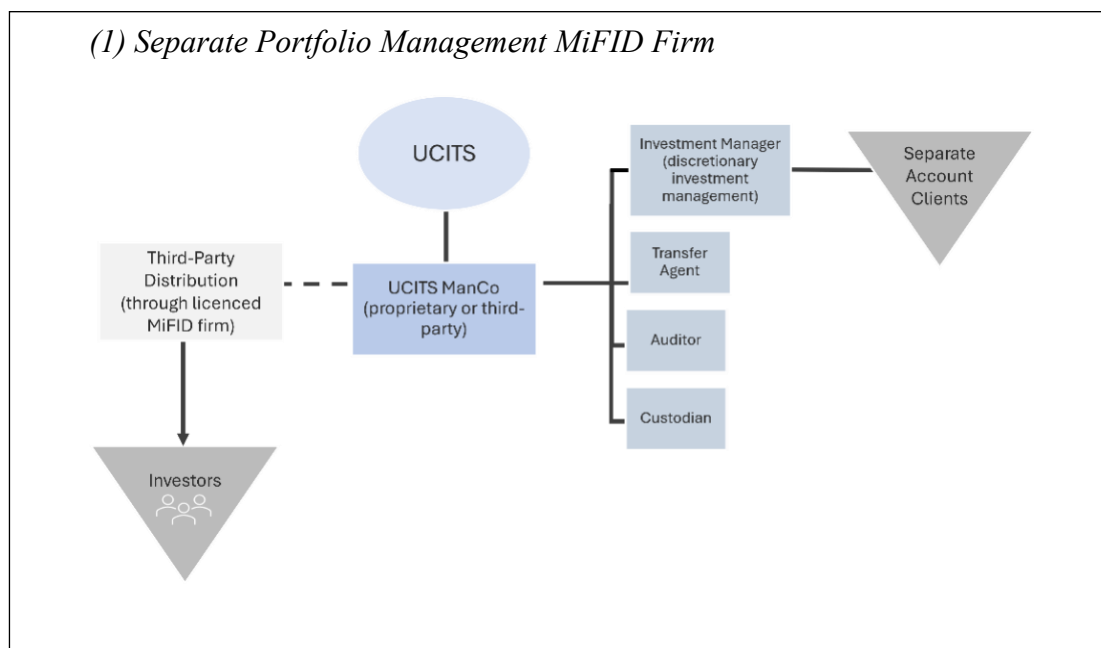 (1) Separate Portfolio Management MiFID Firm
UCITS
Investment Manager
(discretionary
investment
management)
Separate
Account
Clients
Third-Party
Distribution
(through licenced
MiFID firm)
UCITS ManCo
(proprietary or third-
party)
Transfer
Agent
Auditor
Custodian
Investors